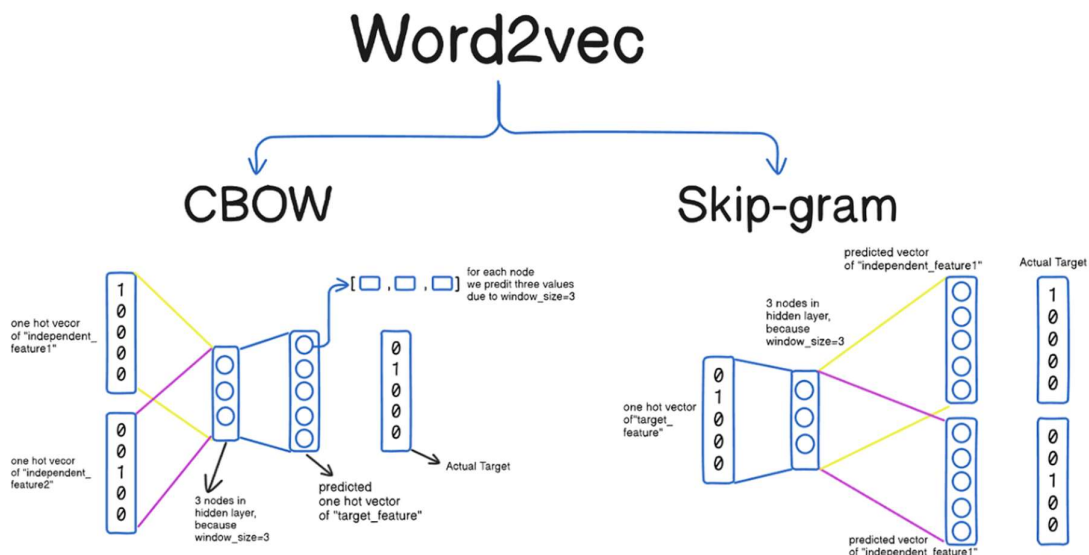 Word2vec
CBOW
Skip-gram
one hot vecor
of "independent_
feature1"
1
0
0
0
0
one hot vecor
of "independent_
feature2"
0
0
1
0
0
3 nodes in
hidden layer,
because
window_size=3
[ , , ]
for each node
we predit three values
due to window_size=3
predicted
one hot vector
of "target_feature"
0
1
0
0
0
Actual Target
one hot vector
of"target_
feature"
0
1
0
0
0
3 nodes in
hidden layer,
because
window_size=3
predicted vector
of "independent_feature1"
Actual Target
1
0
0
0
0
0
0
1
0
0
predicted vector
of "independent_feature1"